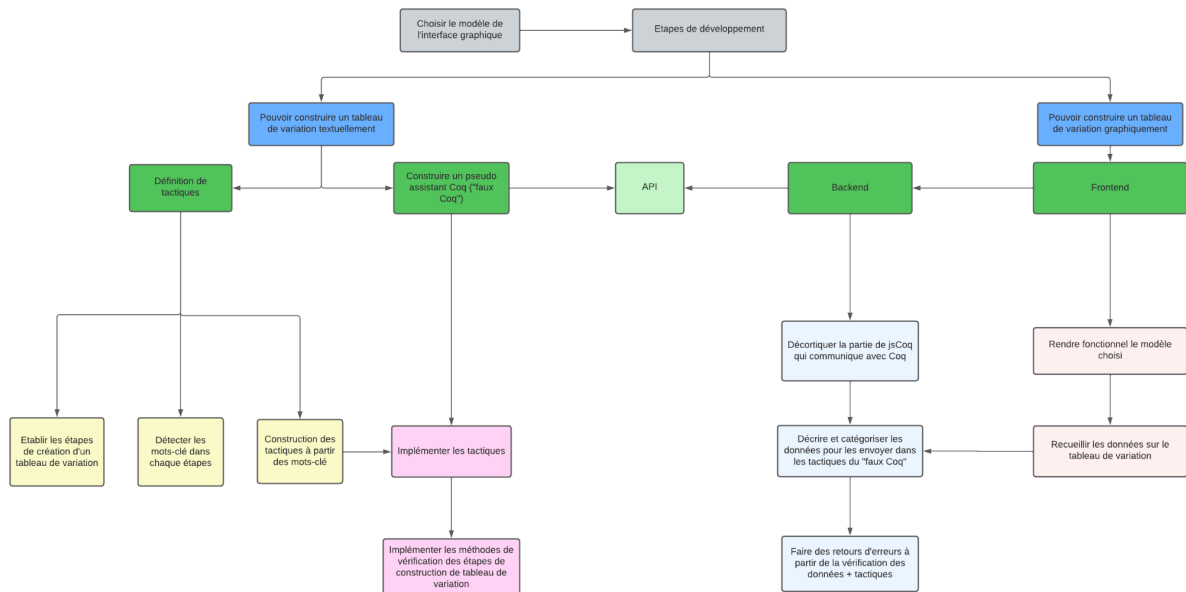 Choisir le modèle de
l'interface graphique
Etapes de développement
Pouvoir construire un tableau
de variation textuellement
Pouvoir construire un tableau
de variation graphiquement
Définition de
tactiques
Construire un pseudo
assistant Coq ("faux
Coq")
API
Backend
Frontend
Décortiquer la partie de jsCoq
qui communique avec Coq
Rendre fonctionnel le modèle
choisi
Etablir les étapes
de création d'un
tableau de variation
Détecter les
mots-clé dans
chaque étapes
Construction des
tactiques à partir
des mots-clé
Implémenter les tactiques
Décrire et catégoriser les
données pour les envoyer dans
les tactiques du "faux Coq"
Recueillir les données sur le
tableau de variation
Implémenter les méthodes de
vérification des étapes de
construction de tableau de
variation
Faire des retours d'erreurs à
partir de la vérification des
données + tactiques